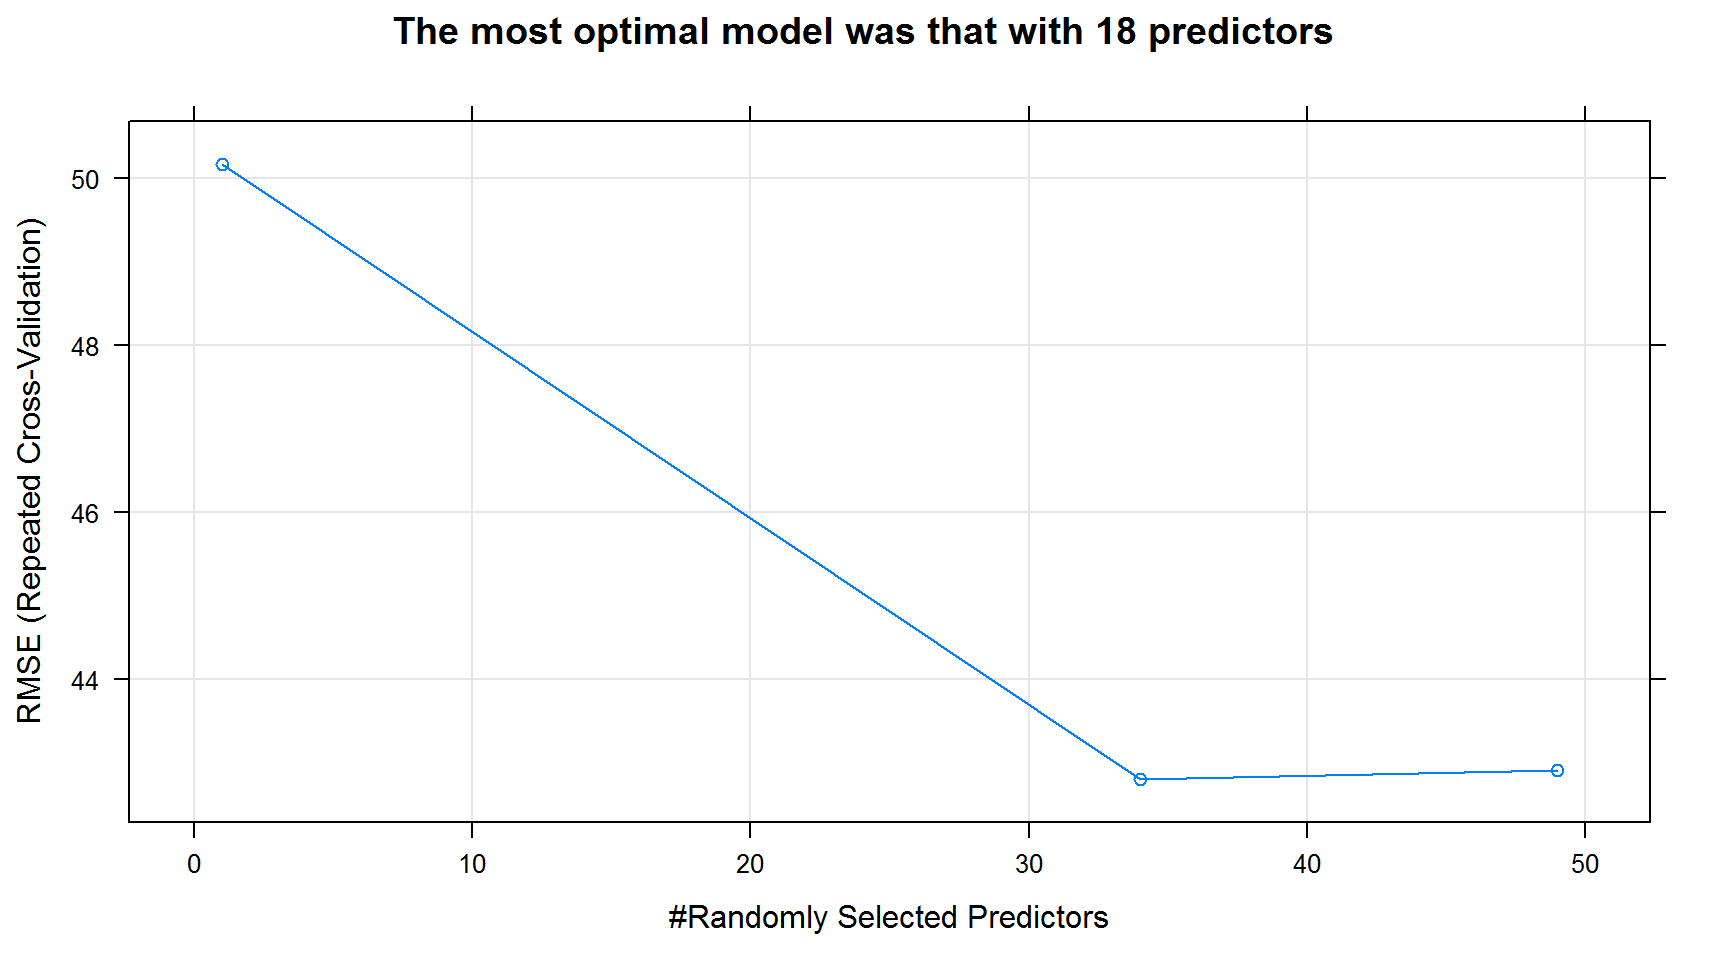 The most optimal model was that with 18 predictors
RMSE (Repeated Cross-Validation)
50
48
46
44
0 10 20 30 40 50
#Randomly Selected Predictors